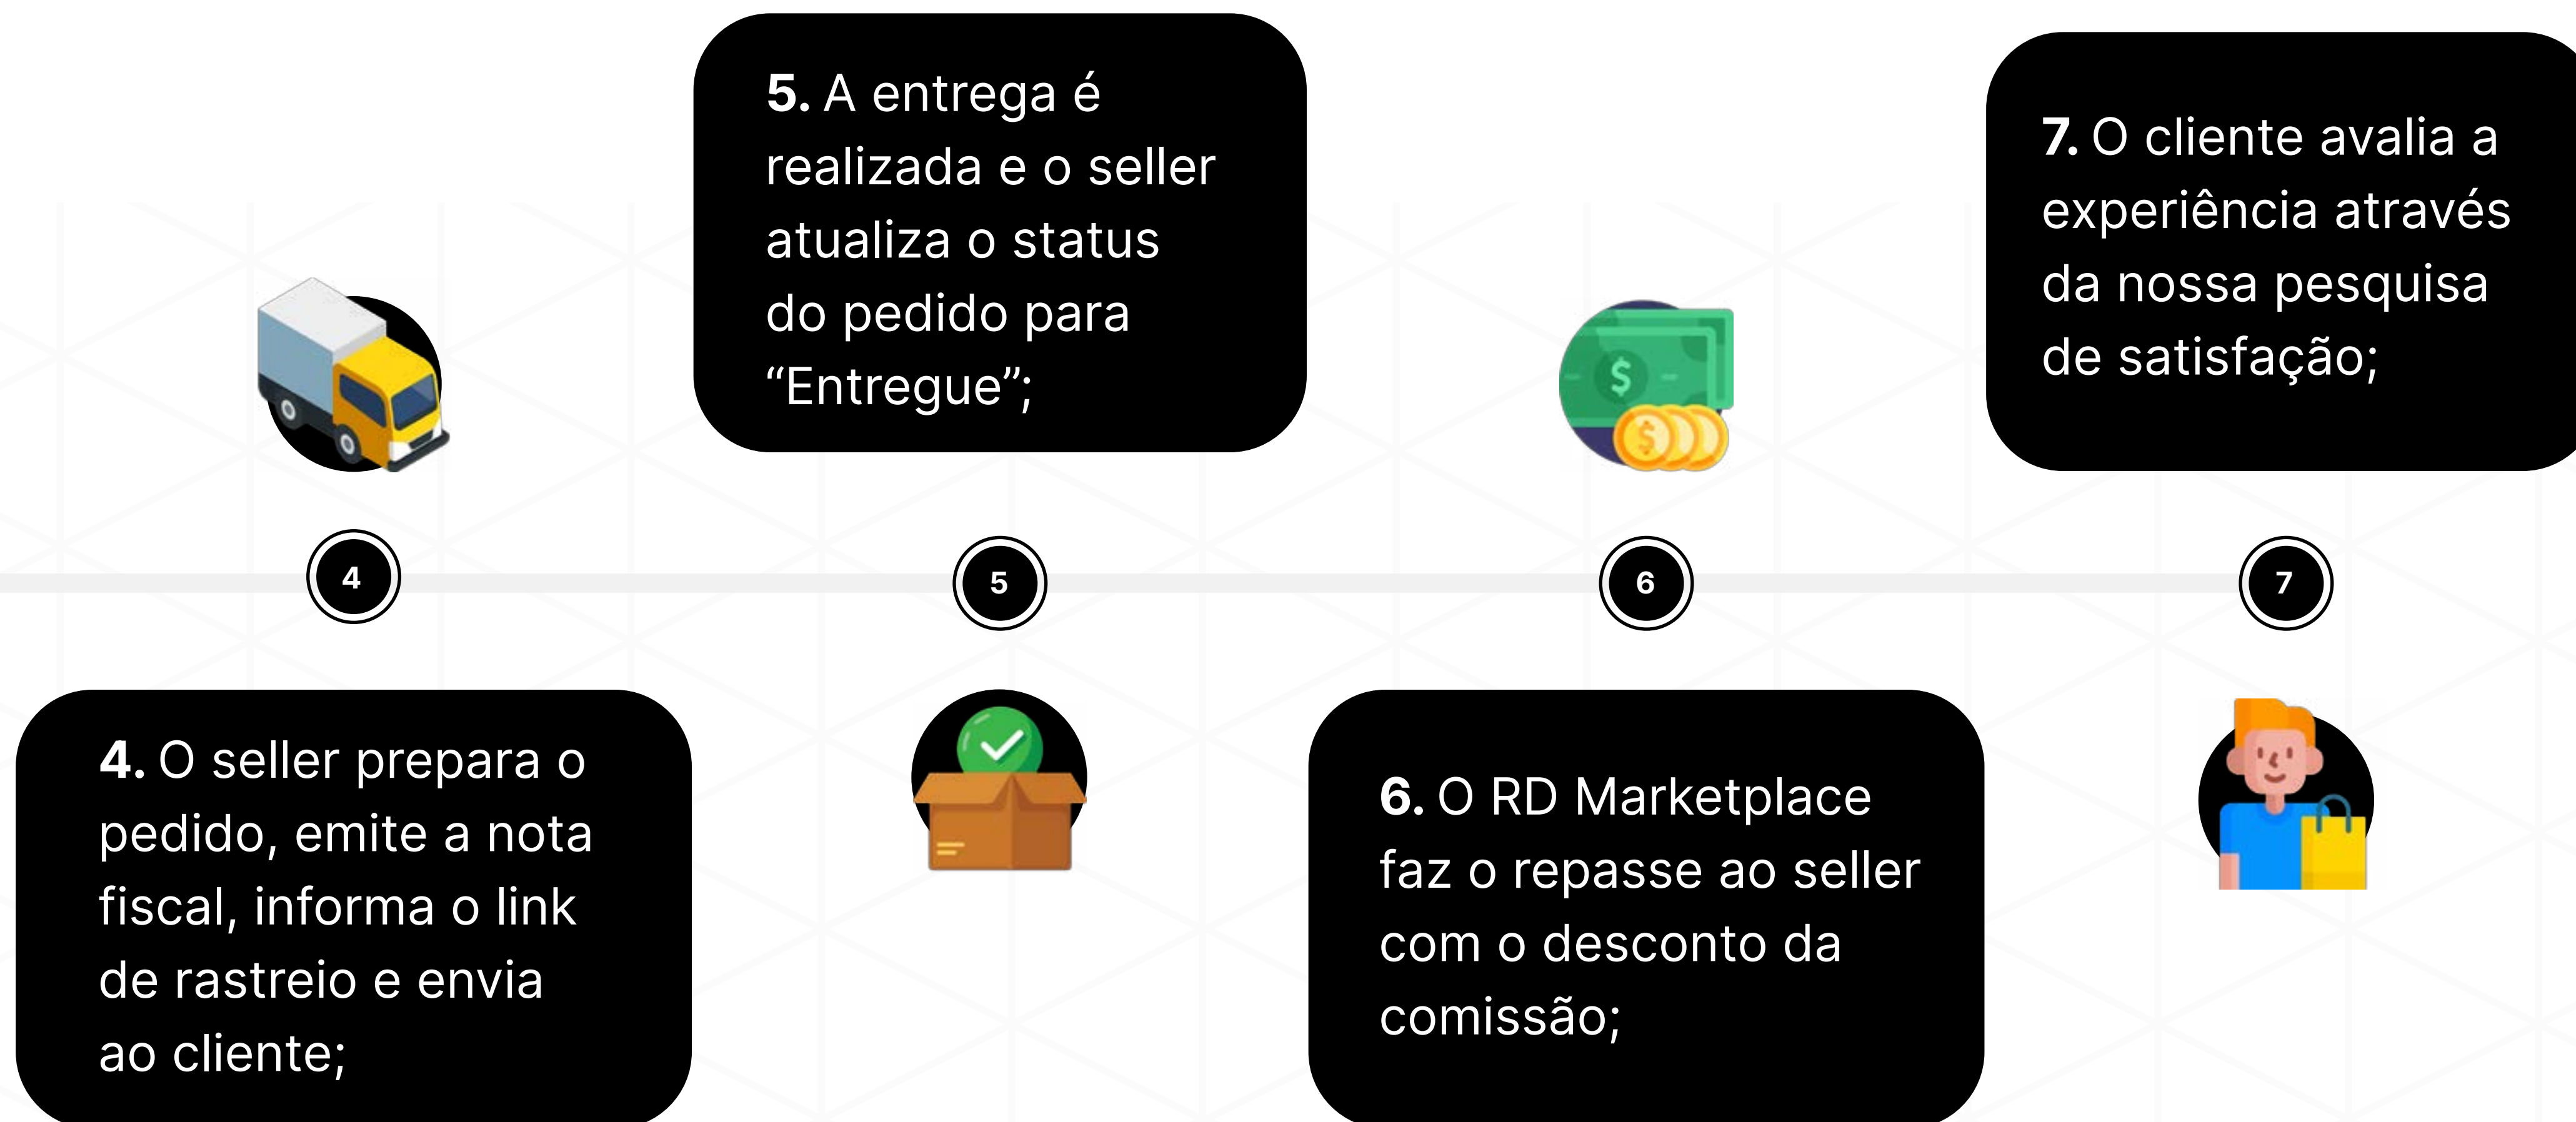 4. O seller prepara o
pedido, emite a nota
fiscal, informa o link
de rastreio e envia
ao cliente;
5. A entrega é
realizada e o seller
atualiza o status
do pedido para
“Entregue”;
6. O RD Marketplace
faz o repasse ao seller
com o desconto da
comissão;
7. O cliente avalia a
experiência através
da nossa pesquisa
de satisfação;
4
5
6
7